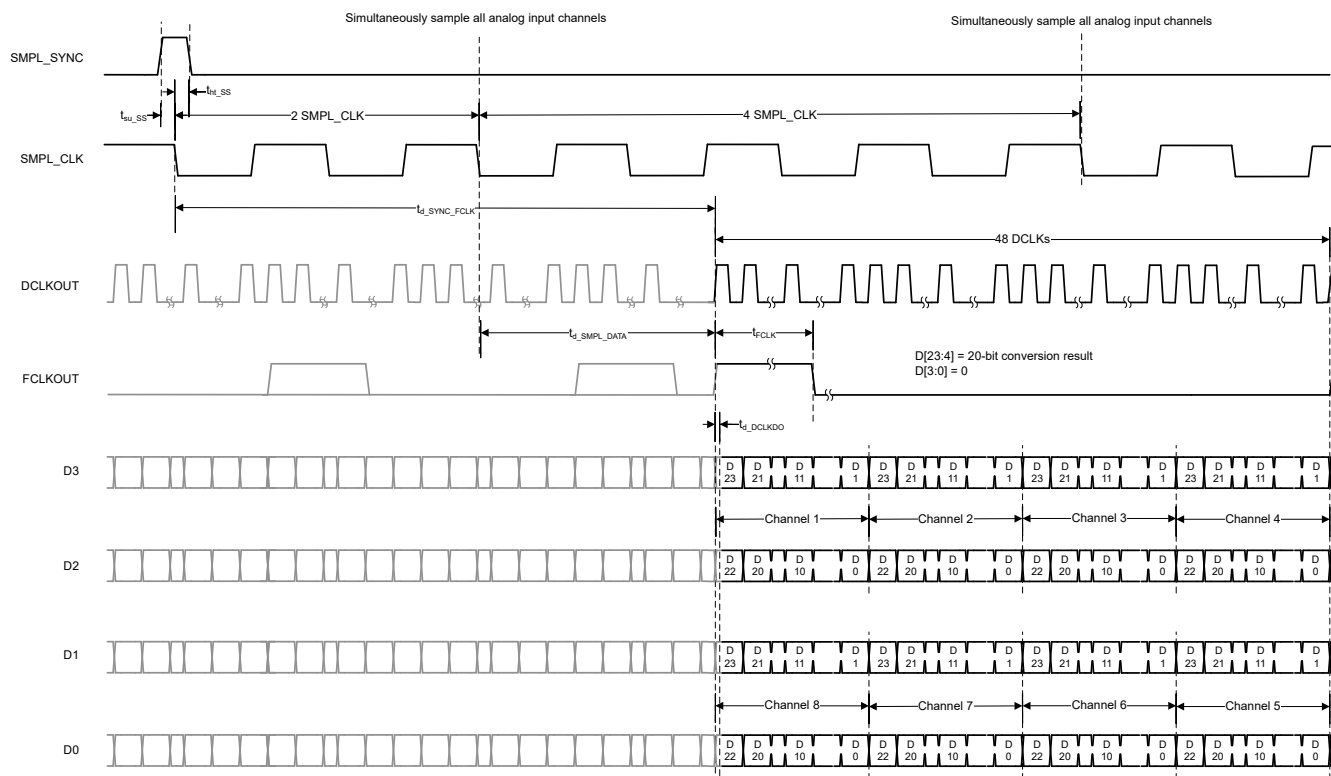 Simultaneously sample all analog input channels
Simultaneously sample all analog input channels
SMPL_SYNC
tht_SS
tsu_SS
2 SMPL_CLK
4 SMPL_CLK
SMPL_CLK
td_SYNC_FCLK
48 DCLKs
DCLKOUT
td_SMPL_DATA
tFCLK
D[23:4] = 20-bit conversion result
D[3:0] = 0
FCLKOUT
td_DCLKDO
D3
D D D D D D D D D D D D D D D D
23 21 11 1 23 21 11 1 23 21 11 1 23 21 11 1
Channel 1 Channel 2 Channel 3 Channel 4
D2
D D D D D D D D D D D D D D D D
22 20 10 0 22 20 10 0 22 20 10 0 22 20 10 0
D1
D D D D D D D D D D D D D D D D
23 21 11 1 23 21 11 1 23 21 11 1 23 21 11 1
Channel 8 Channel 7 Channel 6 Channel 5
D0
D D D D D D D D D D D D D D D D
22 20 10 0 22 20 10 0 22 20 10 0 22 20 10 0